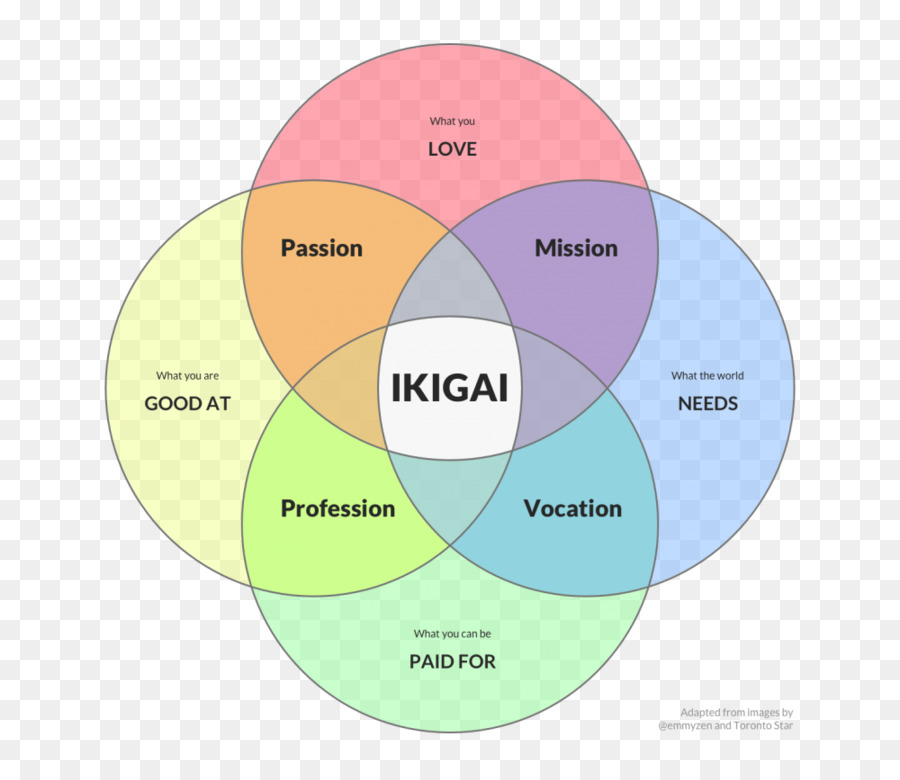 What you
LOVE
Passion
Mission
What you are
GOOD AT
IKIGAI
What the world
NEEDS
Profession
Vocation
What you can be
PAID FOR
Adapted from images by
@emmyzen and Toronto Star